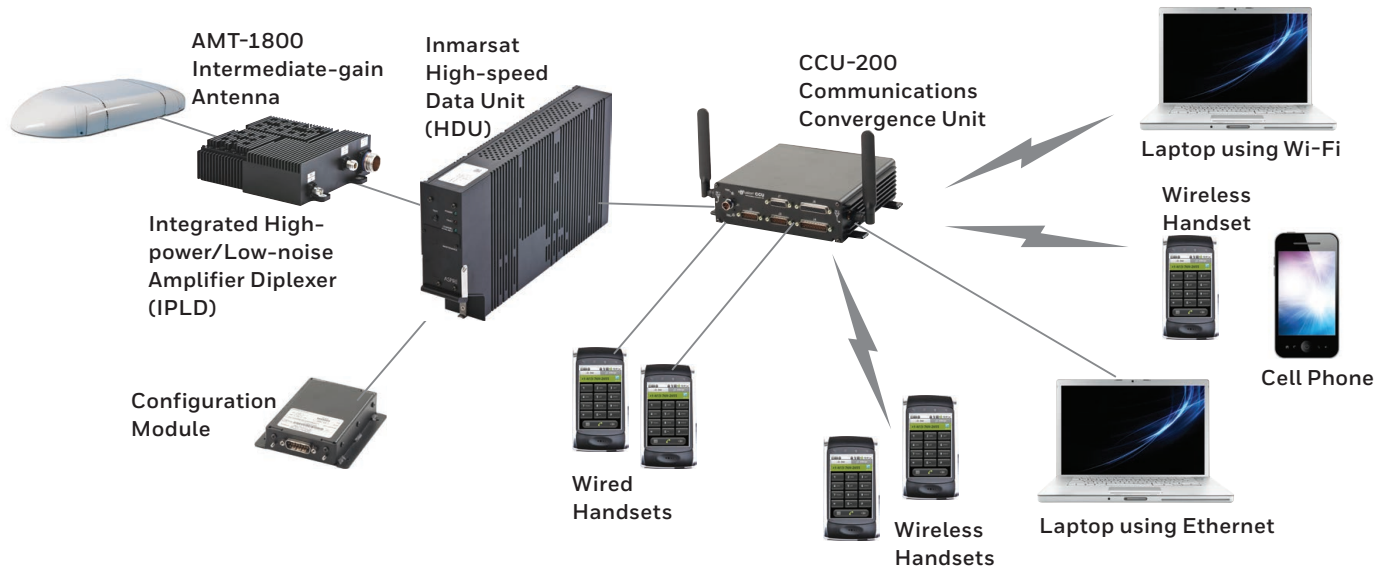 AMT-1800
Intermediate-gain
Antenna
Inmarsat
High-speed
Data Unit
(HDU)
CCU-200
Communications
Convergence Unit
Laptop using Wi-Fi
Wireless
Handset
Cell Phone
Integrated High-
power/Low-noise
Amplifier Diplexer
(IPLD)
Configuration
Module
Wired
Handsets
Wireless
Handsets
Laptop using Ethernet